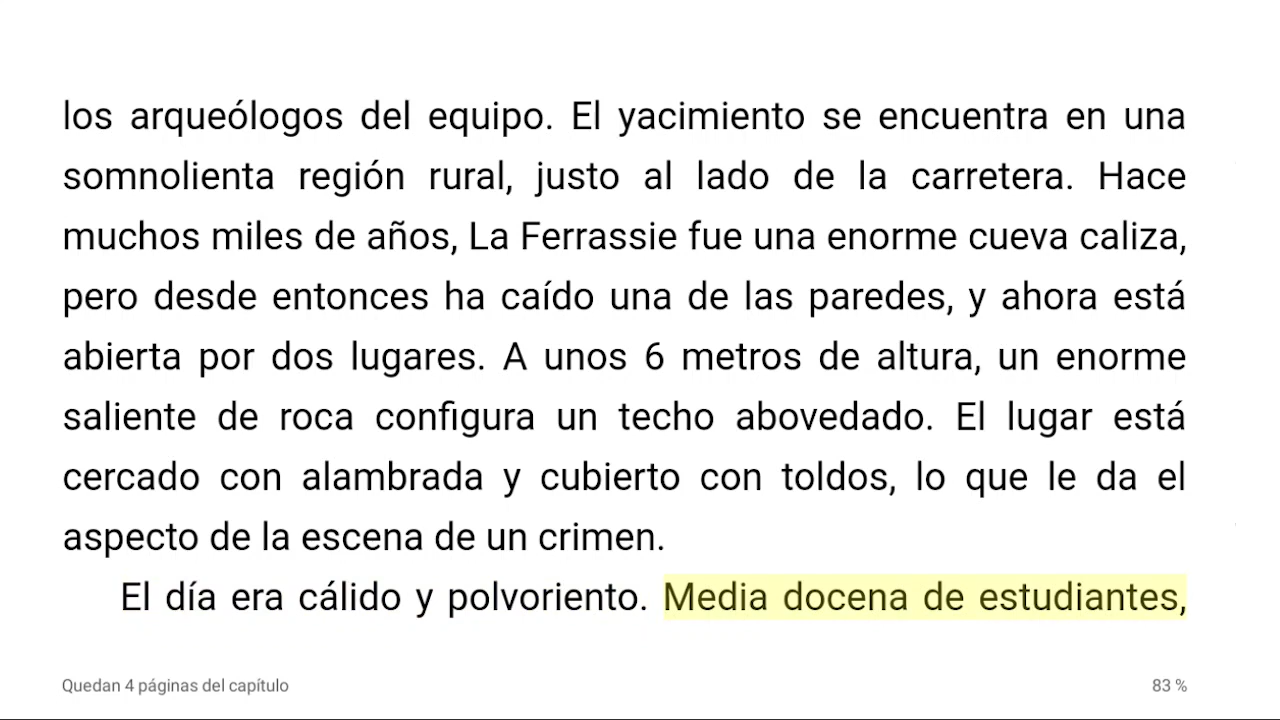 los arqueólogos del equipo. El yacimiento se encuentra en una
somnolienta región rural, justo al lado de la carretera. Hace
muchos miles de años, La Ferrassie fue una enorme cueva caliza,
pero desde entonces ha caído una de las paredes, y ahora está
abierta por dos lugares. A unos 6 metros de altura, un enorme
saliente de roca configura un techo abovedado. El lugar está
cercado con alambrada y cubierto con toldos, lo que le da el
aspecto de la escena de un crimen.
El día era cálido y polvoriento. Media docena de estudiantes,
Quedan 4 páginas del capítulo
83 %